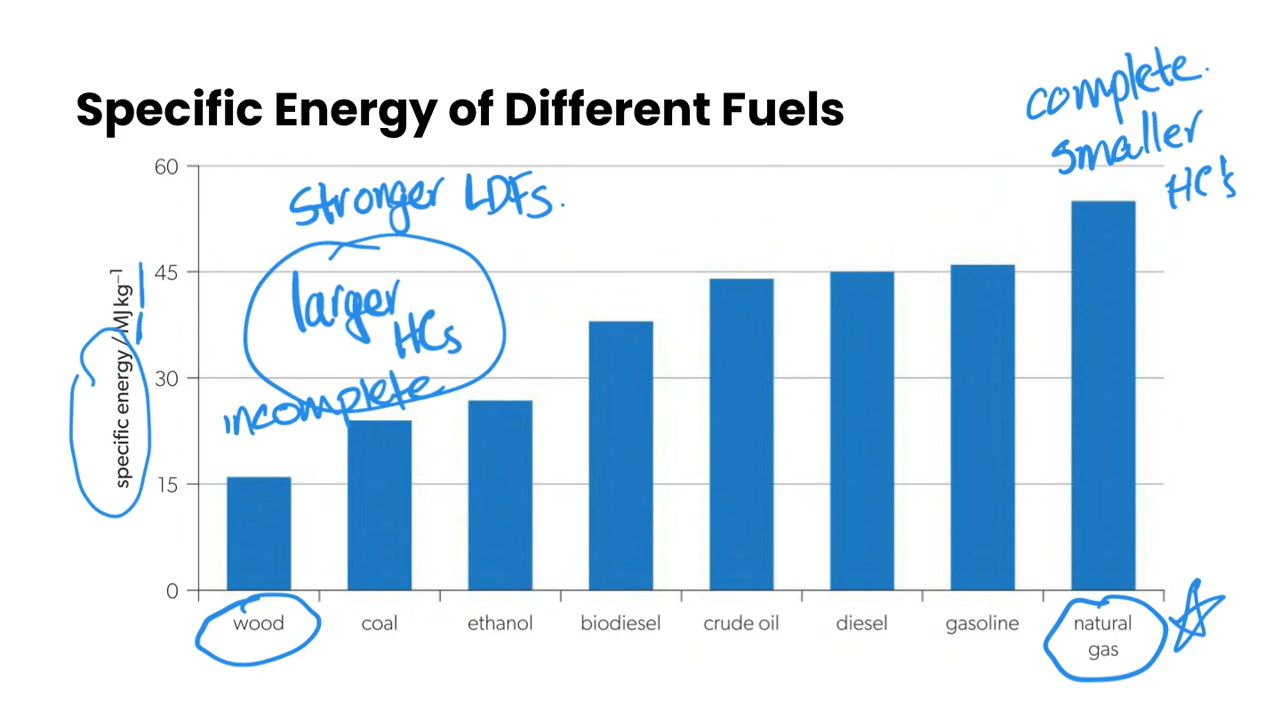 Specific Energy of Different Fuels
complete.
smaller
HC's
Stronger LDFs.
larger
HCs
incomplete
specific energy / MJ kg⁻¹
60
45
30
15
0
wood
coal
ethanol
biodiesel
crude oil
diesel
gasoline
natural
gas